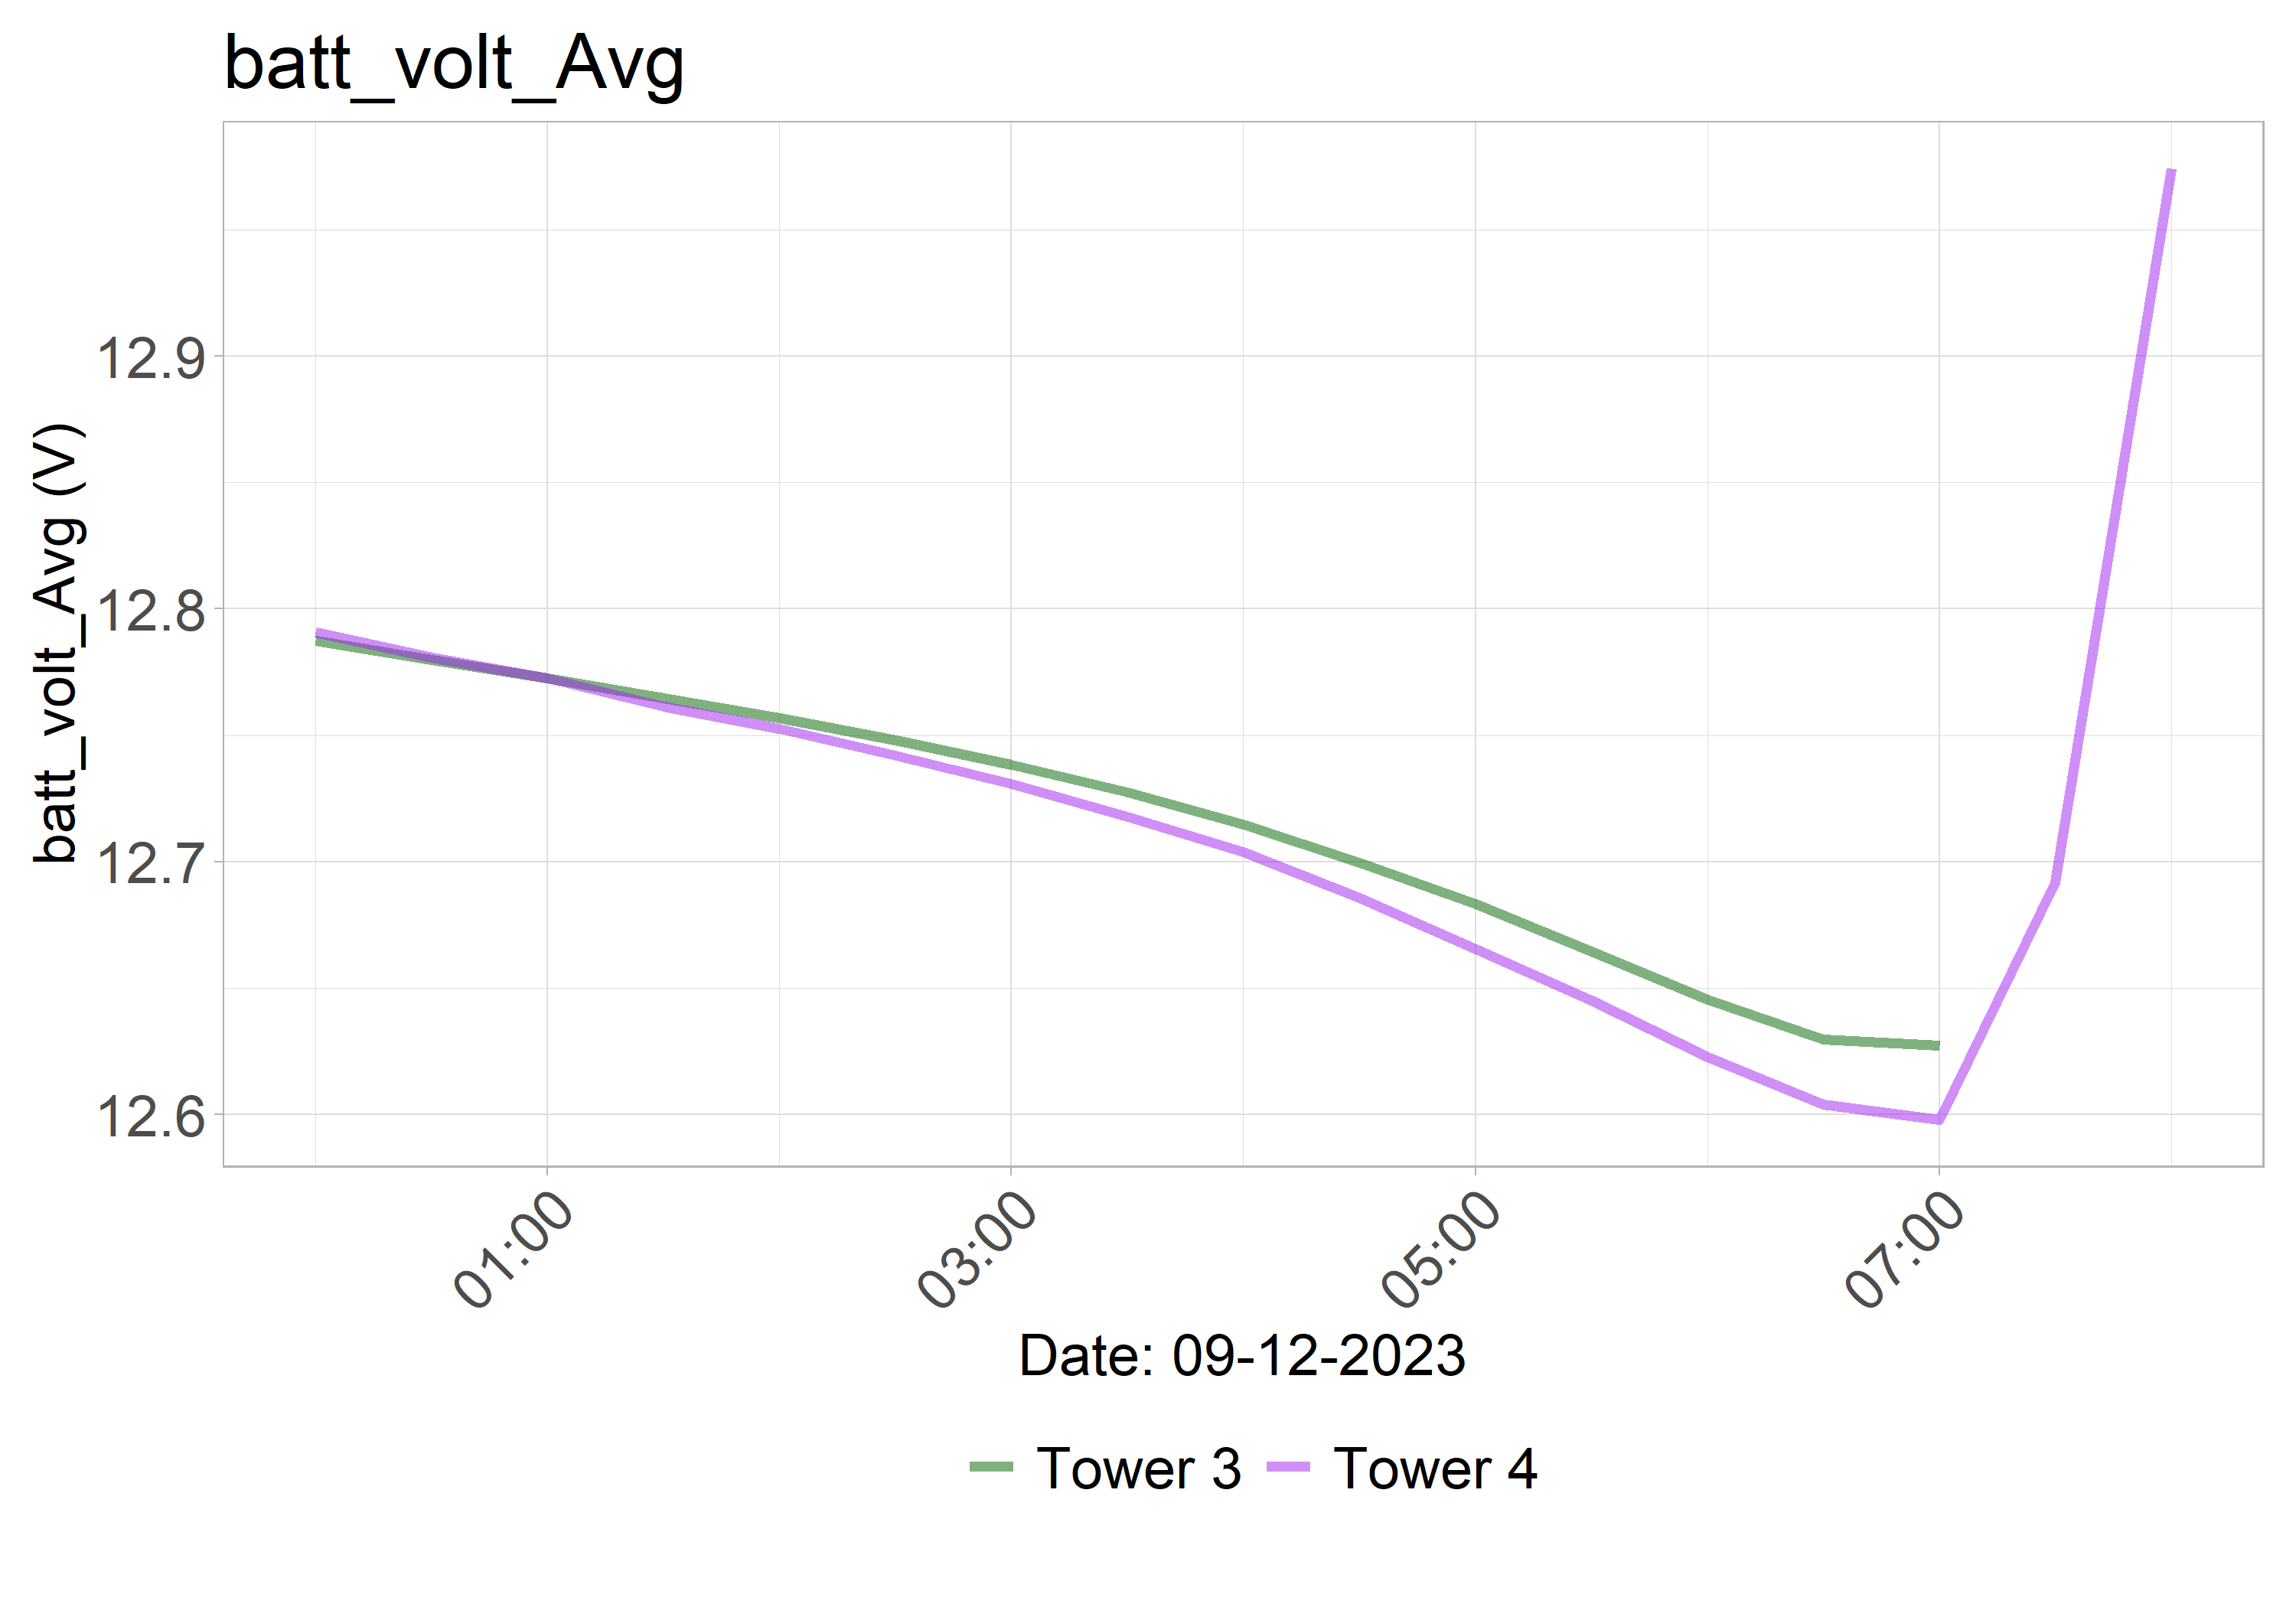 batt_volt_Avg
batt_volt_Avg (V)
12.9
12.8
12.7
12.6
01:00
03:00
05:00
07:00
Date: 09-12-2023
Tower 3
Tower 4